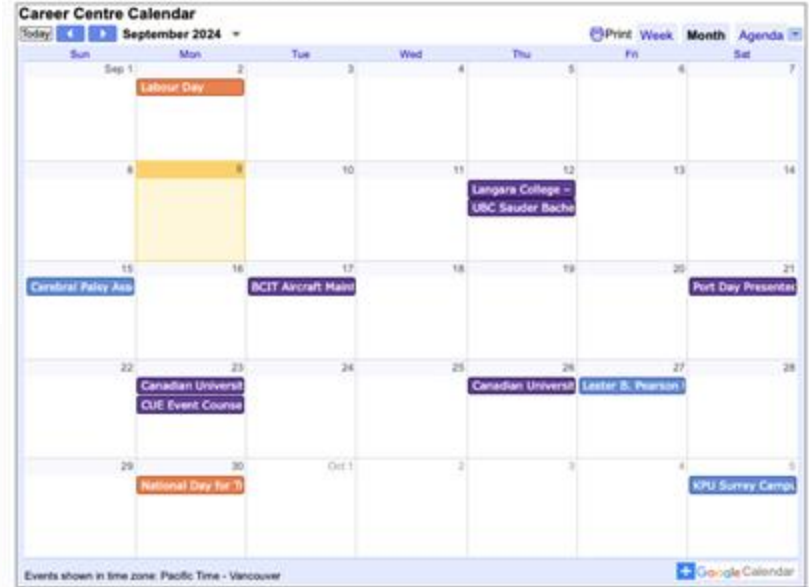 Career Centre Calendar
Today September 2024 Print Week Month Agenda
Sun Mon Tue Wed Thu Fri Sat
Sep 1 2 3 4 5 6 7
Labour Day
8 9 10 11 12 13 14
Langara College –
UBC Sauder Bache
15 16 17 18 19 20 21
Cerebral Palsy Ass BCIT Aircraft Maint Port Day Presented
22 23 24 25 26 27 28
Canadian Universit Canadian Universit Lester B. Pearson
CUE Event Counse
29 30 Oct 1 2 3 4 5
National Day for Tr KPU Surrey Campu
Events shown in time zone: Pacific Time - Vancouver
Google Calendar